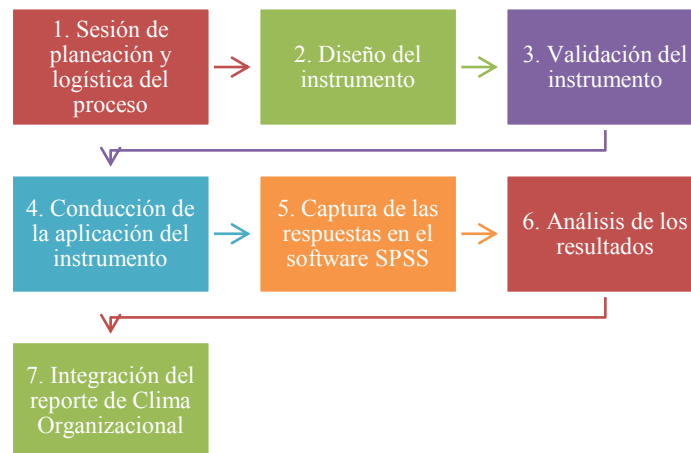 1. Sesión de
planeación y
logística del
proceso
2. Diseño del
instrumento
3. Validación del
instrumento
4. Conducción de
la aplicación del
instrumento
5. Captura de las
respuestas en el
software SPSS
6. Análisis de los
resultados
7. Integración del
reporte de Clima
Organizacional